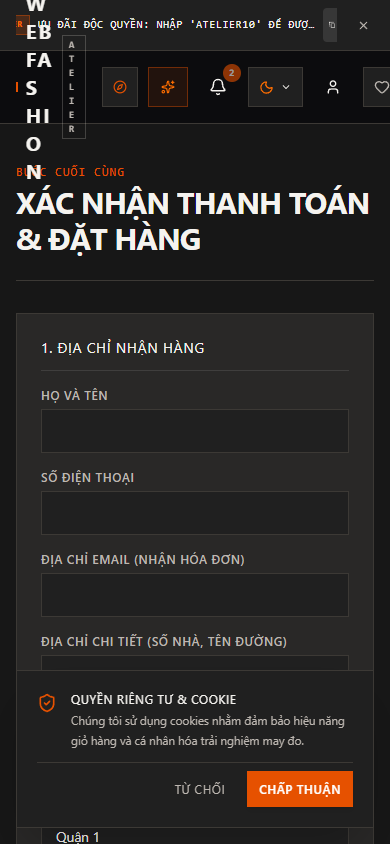 ƯU ĐÃI ĐỘC QUYỀN: NHẬP 'ATELIER10' ĐỂ ĐƯỢ…
WEBFASHION
ATELIER
2
BƯỚC CUỐI CÙNG
XÁC NHẬN THANH TOÁN
& ĐẶT HÀNG
1. ĐỊA CHỈ NHẬN HÀNG
HỌ VÀ TÊN
SỐ ĐIỆN THOẠI
ĐỊA CHỈ EMAIL (NHẬN HÓA ĐƠN)
ĐỊA CHỈ CHI TIẾT (SỐ NHÀ, TÊN ĐƯỜNG)
QUYỀN RIÊNG TƯ & COOKIE
Chúng tôi sử dụng cookies nhằm đảm bảo hiệu năng
giỏ hàng và cá nhân hóa trải nghiệm may đo.
TỪ CHỐI
CHẤP THUẬN
Quận 1